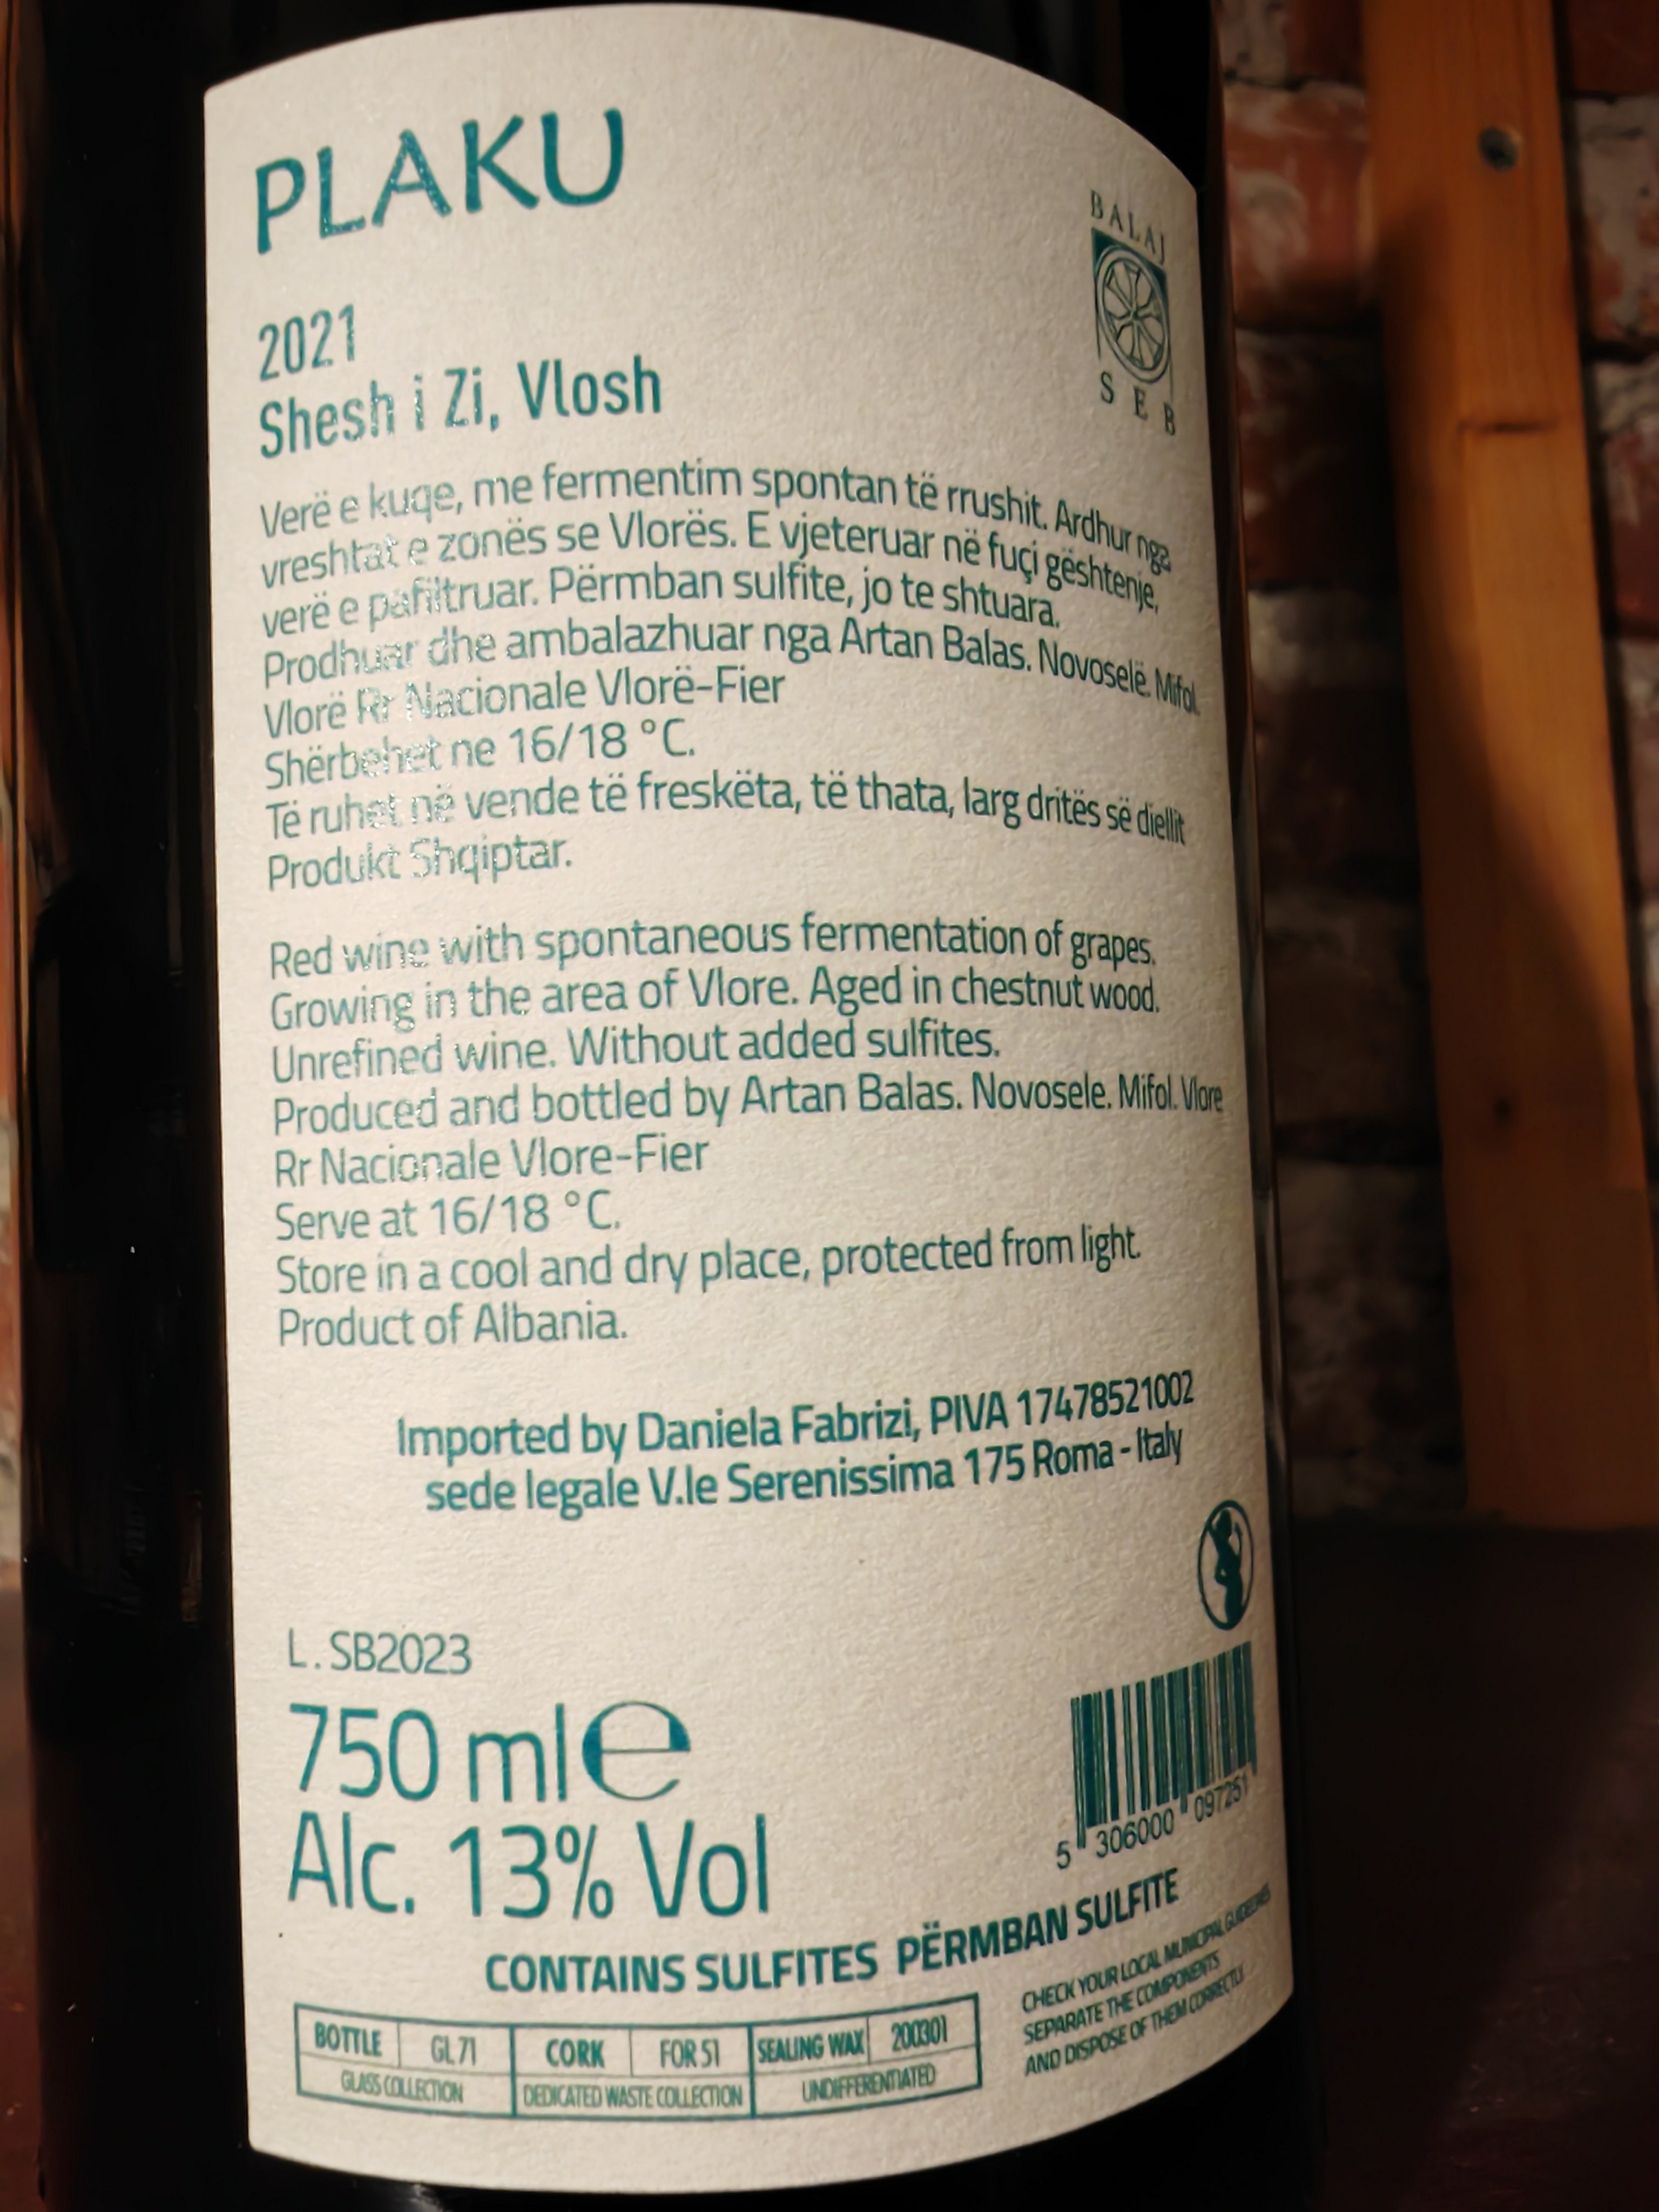 PLAKU
BALAJ
SEB
2021
Shesh i Zi, Vlosh
Verë e kuqe, me fermentim spontan të rrushit. Ardhur nga
vreshtat e zonës se Vlorës. E vjeteruar në fuçi gështenje,
verë e pafiltruar. Përmban sulfite, jo te shtuara.
Prodhuar dhe ambalazhuar nga Artan Balas. Novoselë. Mifol.
Vlorë Rr Nacionale Vlorë-Fier
Shërbehet ne 16/18 °C.
Të ruhet në vende të freskëta, të thata, larg dritës së diellit
Produkt Shqiptar.
Red wine with spontaneous fermentation of grapes.
Growing in the area of Vlore. Aged in chestnut wood.
Unrefined wine. Without added sulfites.
Produced and bottled by Artan Balas. Novosele. Mifol. Vlore
Rr Nacionale Vlore-Fier
Serve at 16/18 °C.
Store in a cool and dry place, protected from light.
Product of Albania.
Imported by Daniela Fabrizi, PIVA 17478521002
sede legale V.le Serenissima 175 Roma - Italy
L. SB2023
750 ml e
Alc. 13% Vol
5 306000 097251
CONTAINS SULFITES PËRMBAN SULFITE
BOTTLE GL 71 CORK FOR 51 SEALING WAX 200301
GLASS COLLECTION DEDICATED WASTE COLLECTION UNDIFFERENTIATED
CHECK YOUR LOCAL MUNICIPAL GUIDELINES
SEPARATE THE COMPONENTS
AND DISPOSE OF THEM CORRECTLY